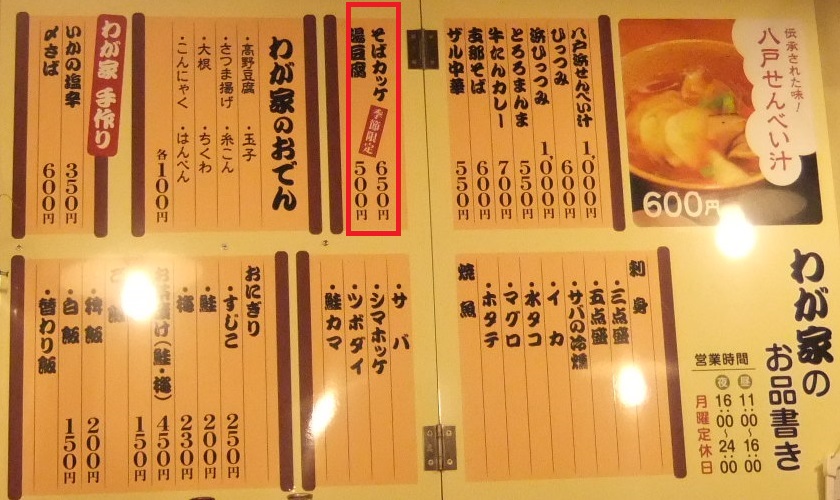 伝承された味！
八戸せんべい汁
600円
八戸浜せんべい汁 1,000円
ひっつみ 600円
浜ひっつみ 1,000円
とろろまんま 550円
牛たんカレー 700円
支那そば 600円
ザル中華 550円
そばカッケ 季節限定 650円
湯豆腐 500円
わが家のおでん
・高野豆腐 ・玉子
・さつま揚げ ・糸こん
・大根 ・ちくわ
・こんにゃく ・はんぺん
各100円
わが家 手作り
いかの塩辛 350円
〆さば 600円
わが家の
お品書き
営業時間
昼 11:00〜16:00
夜 16:00〜24:00
月曜定休日
刺身
・三点盛
・五点盛
・サバの冷燻
・イカ
・水タコ
・マグロ
・ホタテ
焼魚
・サバ
・シマホッケ
・ツボダイ
・鮭カマ
おにぎり
・すじこ 250円
・鮭 200円
・梅 230円
け(鮭・梅) 450円
150円
・稗飯 200円
・白飯 150円
・替わり飯